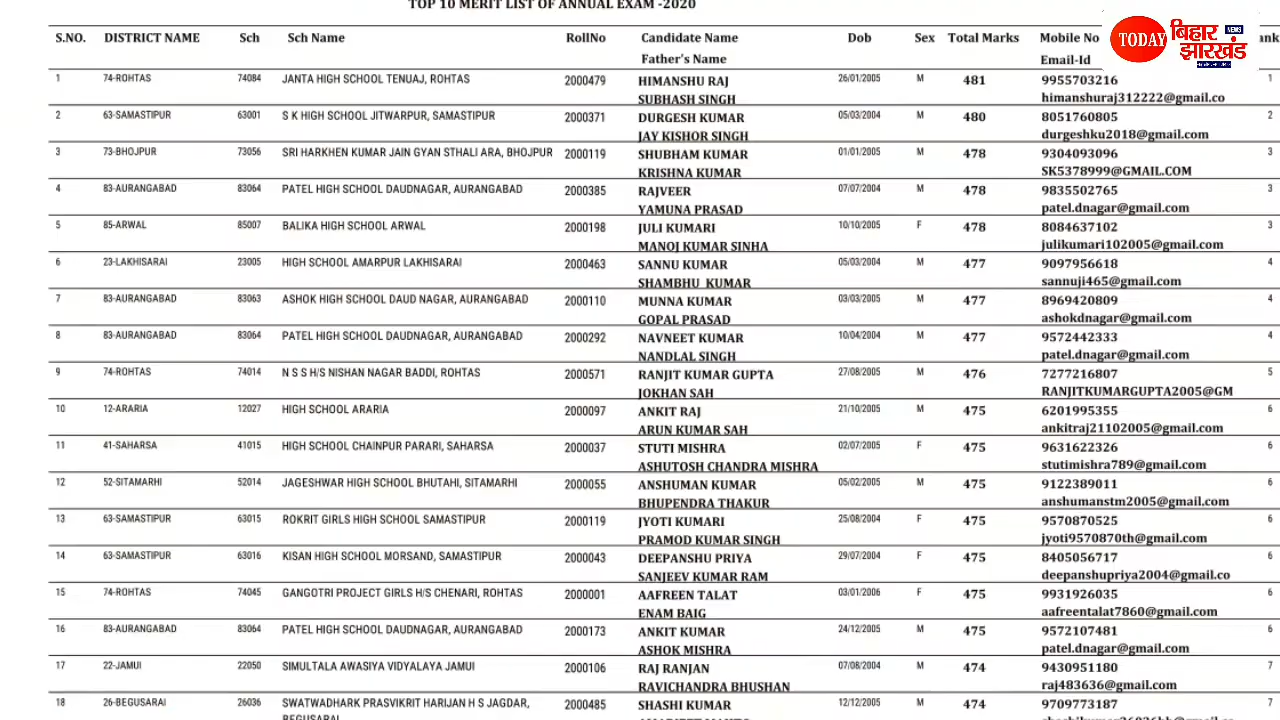 TOP 10 MERIT LIST OF ANNUAL EXAM -2020
S.NO. DISTRICT NAME Sch Sch Name RollNo Candidate Name Dob Sex Total Marks Mobile No
Father's Name Email-Id
TODAY बिहार NEWS
झारखंड
1 74-ROHTAS 74084 JANTA HIGH SCHOOL TENUAJ, ROHTAS 2000479 HIMANSHU RAJ 26/01/2005 M 481 9955703216 1
SUBHASH SINGH himanshuraj312222@gmail.co
2 63-SAMASTIPUR 63001 S K HIGH SCHOOL JITWARPUR, SAMASTIPUR 2000371 DURGESH KUMAR 05/03/2004 M 480 8051760805 2
JAY KISHOR SINGH durgeshku2018@gmail.com
3 73-BHOJPUR 73056 SRI HARKHEN KUMAR JAIN GYAN STHALI ARA, BHOJPUR 2000119 SHUBHAM KUMAR 01/01/2005 M 478 9304093096 3
KRISHNA KUMAR SK5378999@GMAIL.COM
4 83-AURANGABAD 83064 PATEL HIGH SCHOOL DAUDNAGAR, AURANGABAD 2000385 RAJVEER 07/07/2004 M 478 9835502765 3
YAMUNA PRASAD patel.dnagar@gmail.com
5 85-ARWAL 85007 BALIKA HIGH SCHOOL ARWAL 2000198 JULI KUMARI 10/10/2005 F 478 8084637102 3
MANOJ KUMAR SINHA julikumari102005@gmail.com
6 23-LAKHISARAI 23005 HIGH SCHOOL AMARPUR LAKHISARAI 2000463 SANNU KUMAR 05/03/2004 M 477 9097956618 4
SHAMBHU KUMAR sannuji465@gmail.com
7 83-AURANGABAD 83063 ASHOK HIGH SCHOOL DAUD NAGAR, AURANGABAD 2000110 MUNNA KUMAR 03/03/2005 M 477 8969420809 4
GOPAL PRASAD ashokdnagar@gmail.com
8 83-AURANGABAD 83064 PATEL HIGH SCHOOL DAUDNAGAR, AURANGABAD 2000292 NAVNEET KUMAR 10/04/2004 M 477 9572442333 4
NANDLAL SINGH patel.dnagar@gmail.com
9 74-ROHTAS 74014 N S S H/S NISHAN NAGAR BADDI, ROHTAS 2000571 RANJIT KUMAR GUPTA 27/08/2005 M 476 7277216807 5
JOKHAN SAH RANJITKUMARGUPTA2005@GM
10 12-ARARIA 12027 HIGH SCHOOL ARARIA 2000097 ANKIT RAJ 21/10/2005 M 475 6201995355 6
ARUN KUMAR SAH ankitraj21102005@gmail.com
11 41-SAHARSA 41015 HIGH SCHOOL CHAINPUR PARARI, SAHARSA 2000037 STUTI MISHRA 02/07/2005 F 475 9631622326 6
ASHUTOSH CHANDRA MISHRA stutimishra789@gmail.com
12 52-SITAMARHI 52014 JAGESHWAR HIGH SCHOOL BHUTAHI, SITAMARHI 2000055 ANSHUMAN KUMAR 05/02/2005 M 475 9122389011 6
BHUPENDRA THAKUR anshumanstm2005@gmail.com
13 63-SAMASTIPUR 63015 ROKRIT GIRLS HIGH SCHOOL SAMASTIPUR 2000119 JYOTI KUMARI 25/08/2004 F 475 9570870525 6
PRAMOD KUMAR SINGH jyoti9570870th@gmail.com
14 63-SAMASTIPUR 63016 KISAN HIGH SCHOOL MORSAND, SAMASTIPUR 2000043 DEEPANSHU PRIYA 29/07/2004 F 475 8405056717 6
SANJEEV KUMAR RAM deepanshupriya2004@gmail.co
15 74-ROHTAS 74045 GANGOTRI PROJECT GIRLS H/S CHENARI, ROHTAS 2000001 AAFREEN TALAT 03/01/2006 F 475 9931926035 6
ENAM BAIG aafreentalat7860@gmail.com
16 83-AURANGABAD 83064 PATEL HIGH SCHOOL DAUDNAGAR, AURANGABAD 2000173 ANKIT KUMAR 24/12/2005 M 475 9572107481 6
ASHOK MISHRA patel.dnagar@gmail.com
17 22-JAMUI 22050 SIMULTALA AWASIYA VIDYALAYA JAMUI 2000106 RAJ RANJAN 07/08/2004 M 474 9430951180 7
RAVICHANDRA BHUSHAN raj483636@gmail.com
18 26-BEGUSARAI 26036 SWATWADHARK PRASVIKRIT HARIJAN H S JAGDAR, 2000485 SHASHI KUMAR 12/12/2005 M 474 9709773187 7
BEGUSARAI